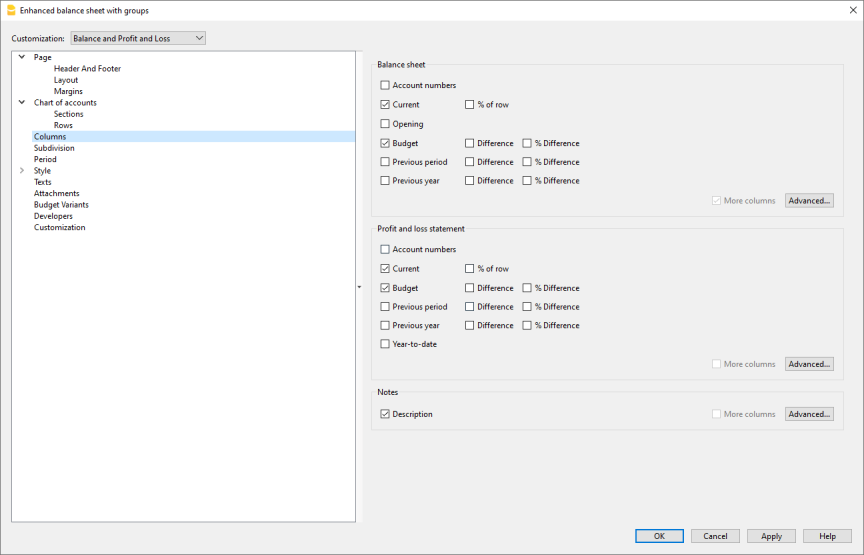 Enhanced balance sheet with groups
Customization: Balance and Profit and Loss
Page
Header And Footer
Layout
Margins
Chart of accounts
Sections
Rows
Columns
Subdivision
Period
Style
Texts
Attachments
Budget Variants
Developers
Customization
Balance sheet
Account numbers
Current % of row
Opening
Budget Difference % Difference
Previous period Difference % Difference
Previous year Difference % Difference
More columns Advanced...
Profit and loss statement
Account numbers
Current % of row
Budget Difference % Difference
Previous period Difference % Difference
Previous year Difference % Difference
Year-to-date
More columns Advanced...
Notes
Description More columns Advanced...
OK Cancel Apply Help